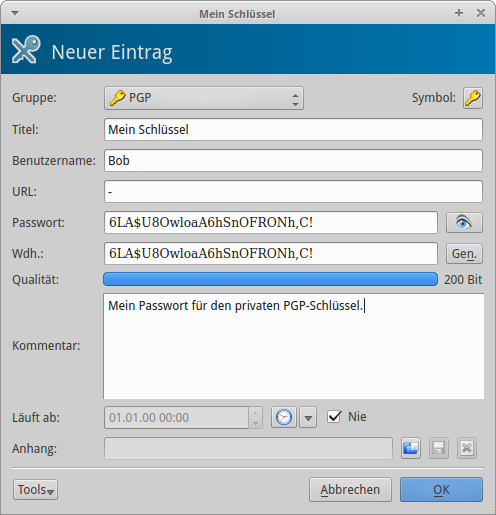 Mein Schlüssel
Neuer Eintrag
Gruppe: PGP Symbol:
Titel: Mein Schlüssel
Benutzername: Bob
URL: -
Passwort: 6LA$U8OwloaA6hSnOFRONh,C!
Wdh.: 6LA$U8OwloaA6hSnOFRONh,C! Gen.
Qualität: 200 Bit
Kommentar: Mein Passwort für den privaten PGP-Schlüssel.
Läuft ab: 01.01.00 00:00 Nie
Anhang:
Tools Abbrechen OK